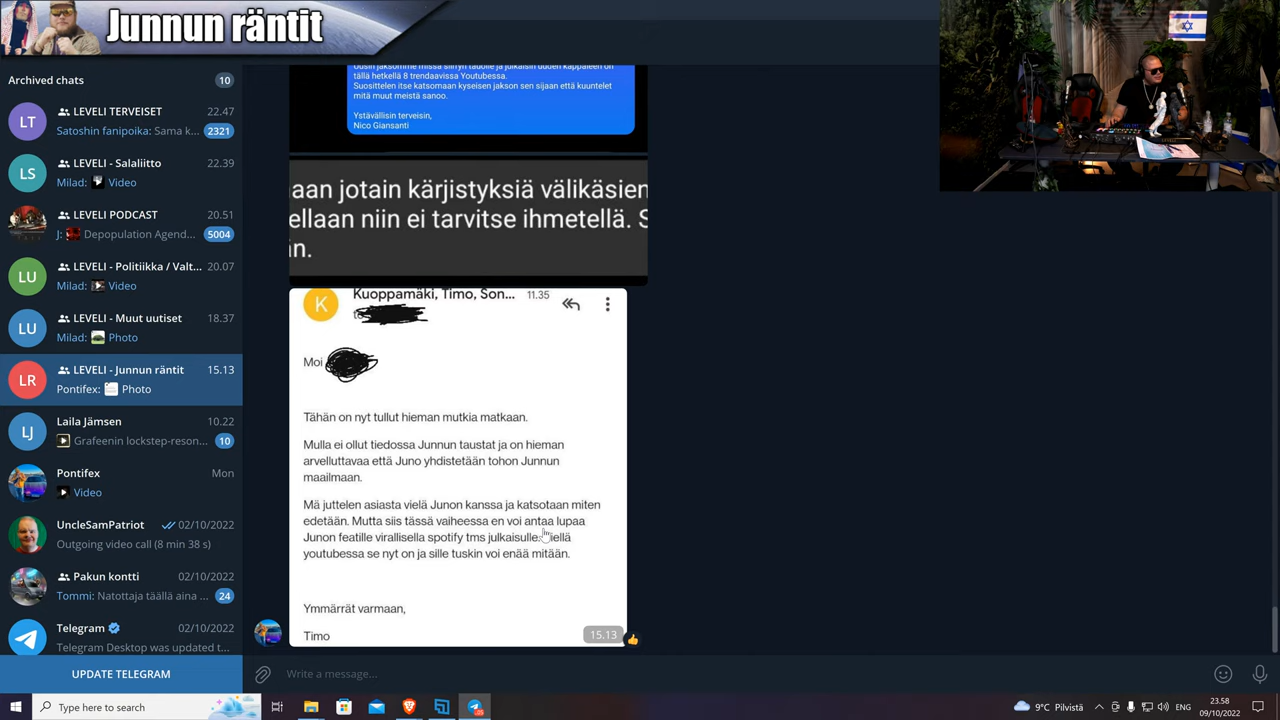 Junnun räntit
Archived chats
10
LT
LEVELI TERVEISET
22.47
Satoshin fanipoika: Sama k...
2321
LS
LEVELI - Salaliitto
22.39
Milad: Video
LEVELI PODCAST
20.51
J: Depopulation Agend...
5004
LU
LEVELI - Politiikka / Valt...
20.07
Milad: Video
LU
LEVELI - Muut uutiset
18.37
Milad: Photo
LR
LEVELI - Junnun räntit
15.13
Pontifex: Photo
LJ
Laila Jämsen
10.22
Grafeenin lockstep-reson...
10
Pontifex
Mon
Video
UncleSamPatriot
02/10/2022
Outgoing video call (8 min 38 s)
Pakun kontti
02/10/2022
Tommi: Natottaja täällä aina ...
24
Telegram
02/10/2022
Telegram Desktop was updated t...
UPDATE TELEGRAM
Uusin jaksomme missä siirryn tauolle ja julkaisin uuden kappaleen on
tällä hetkellä 8 trendaavissa Youtubessa.
Suosittelen itse katsomaan kyseisen jakson sen sijaan että kuuntelet
mitä muut meistä sanoo.
Ystävällisin terveisin,
Nico Giansanti
aan jotain kärjistyksiä välikäsien
ellaan niin ei tarvitse ihmetellä. S
in.
K
Kuoppamäki, Timo, Son...
11.35
Moi
Tähän on nyt tullut hieman mutkia matkaan.
Mulla ei ollut tiedossa Junnun taustat ja on hieman
arvelluttavaa että Juno yhdistetään tohon Junnun
maailmaan.
Mä juttelen asiasta vielä Junon kanssa ja katsotaan miten
edetään. Mutta siis tässä vaiheessa en voi antaa lupaa
Junon featille virallisella spotify tms julkaisulle.
youtubessa se nyt on ja sille tuskin voi enää mitään.
Ymmärrät varmaan,
Timo
15.13
Write a message...
Type here to search
9°C Pilvistä
ENG
23.58
09/10/2022